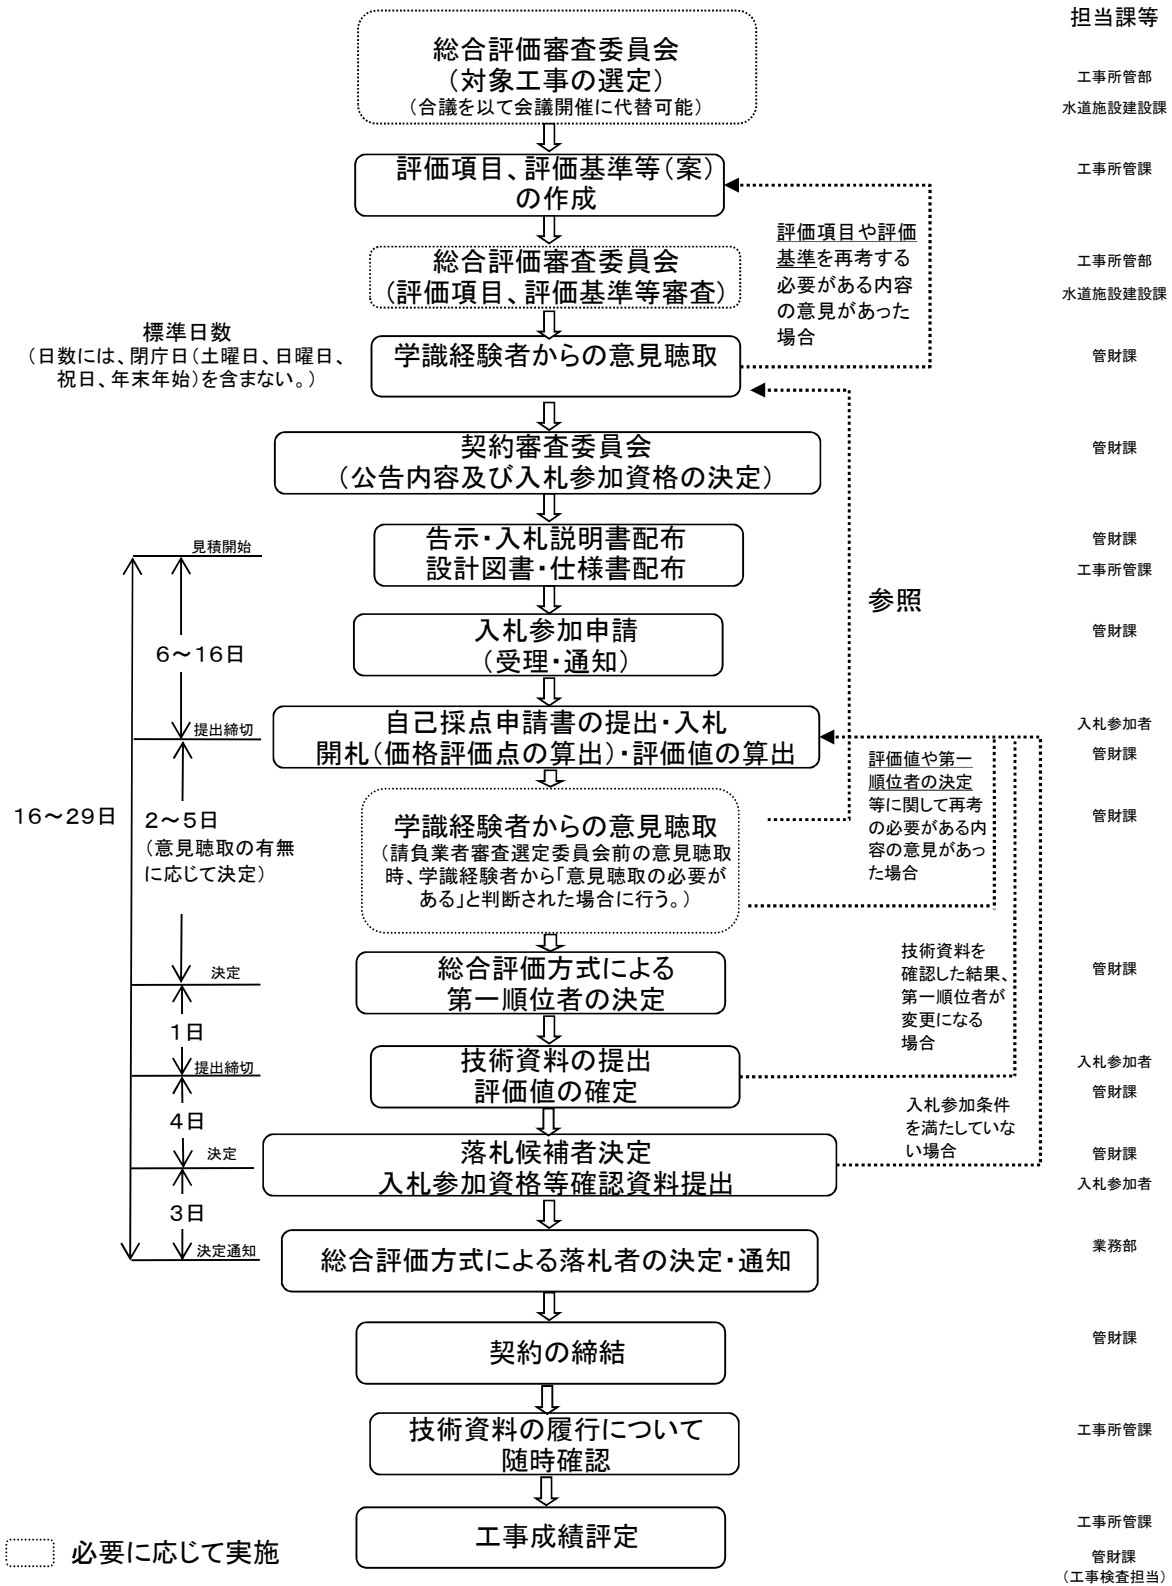 担当課等
総合評価審査委員会
（対象工事の選定）
（合議を以て会議開催に代替可能）
工事所管部
水道施設建設課
評価項目、評価基準等（案）
の作成
工事所管課
評価項目や評価
基準を再考する
必要がある内容
の意見があった
場合
総合評価審査委員会
（評価項目、評価基準等審査）
工事所管部
水道施設建設課
標準日数
（日数には、閉庁日（土曜日、日曜日、
祝日、年末年始）を含まない。）
学識経験者からの意見聴取
管財課
契約審査委員会
（公告内容及び入札参加資格の決定）
管財課
見積開始
告示・入札説明書配布
設計図書・仕様書配布
管財課
工事所管課
参照
6～16日
入札参加申請
（受理・通知）
管財課
提出締切
自己採点申請書の提出・入札
開札（価格評価点の算出）・評価値の算出
入札参加者
管財課
評価値や第一
順位者の決定
等に関して再考
の必要がある内
容の意見があっ
た場合
16～29日
2～5日
（意見聴取の有無
に応じて決定）
学識経験者からの意見聴取
（請負業者審査選定委員会前の意見聴取
時、学識経験者から「意見聴取の必要が
ある」と判断された場合に行う。）
管財課
技術資料を
確認した結果、
第一順位者が
変更になる
場合
決定
総合評価方式による
第一順位者の決定
管財課
1日
提出締切
技術資料の提出
評価値の確定
入札参加者
管財課
入札参加条件
を満たしていな
い場合
4日
決定
落札候補者決定
入札参加資格等確認資料提出
管財課
入札参加者
3日
決定通知
総合評価方式による落札者の決定・通知
業務部
契約の締結
管財課
技術資料の履行について
随時確認
工事所管課
工事成績評定
工事所管課
管財課
（工事検査担当）
必要に応じて実施